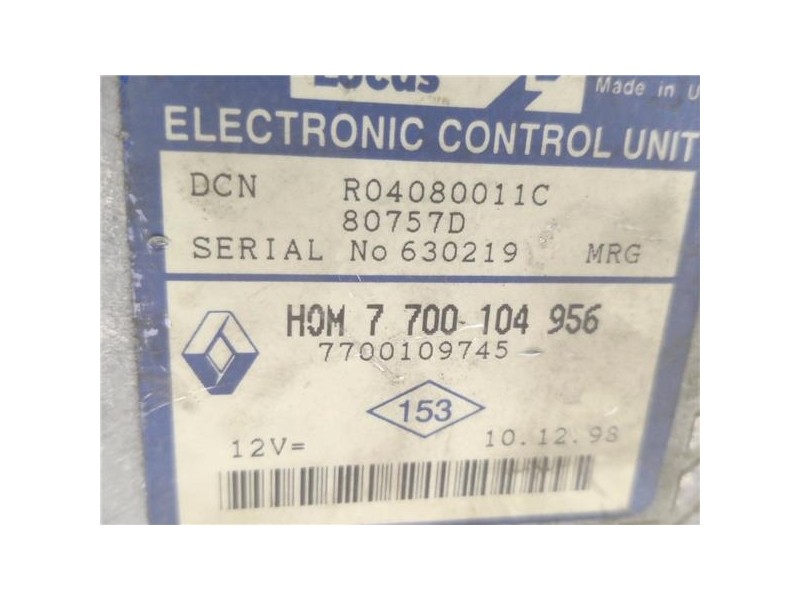 Lucas
Made in U
ELECTRONIC CONTROL UNIT
DCN R04080011C
80757D
SERIAL No 630219 MRG
HOM 7 700 104 956
7700109745
153
12V= 10.12.98